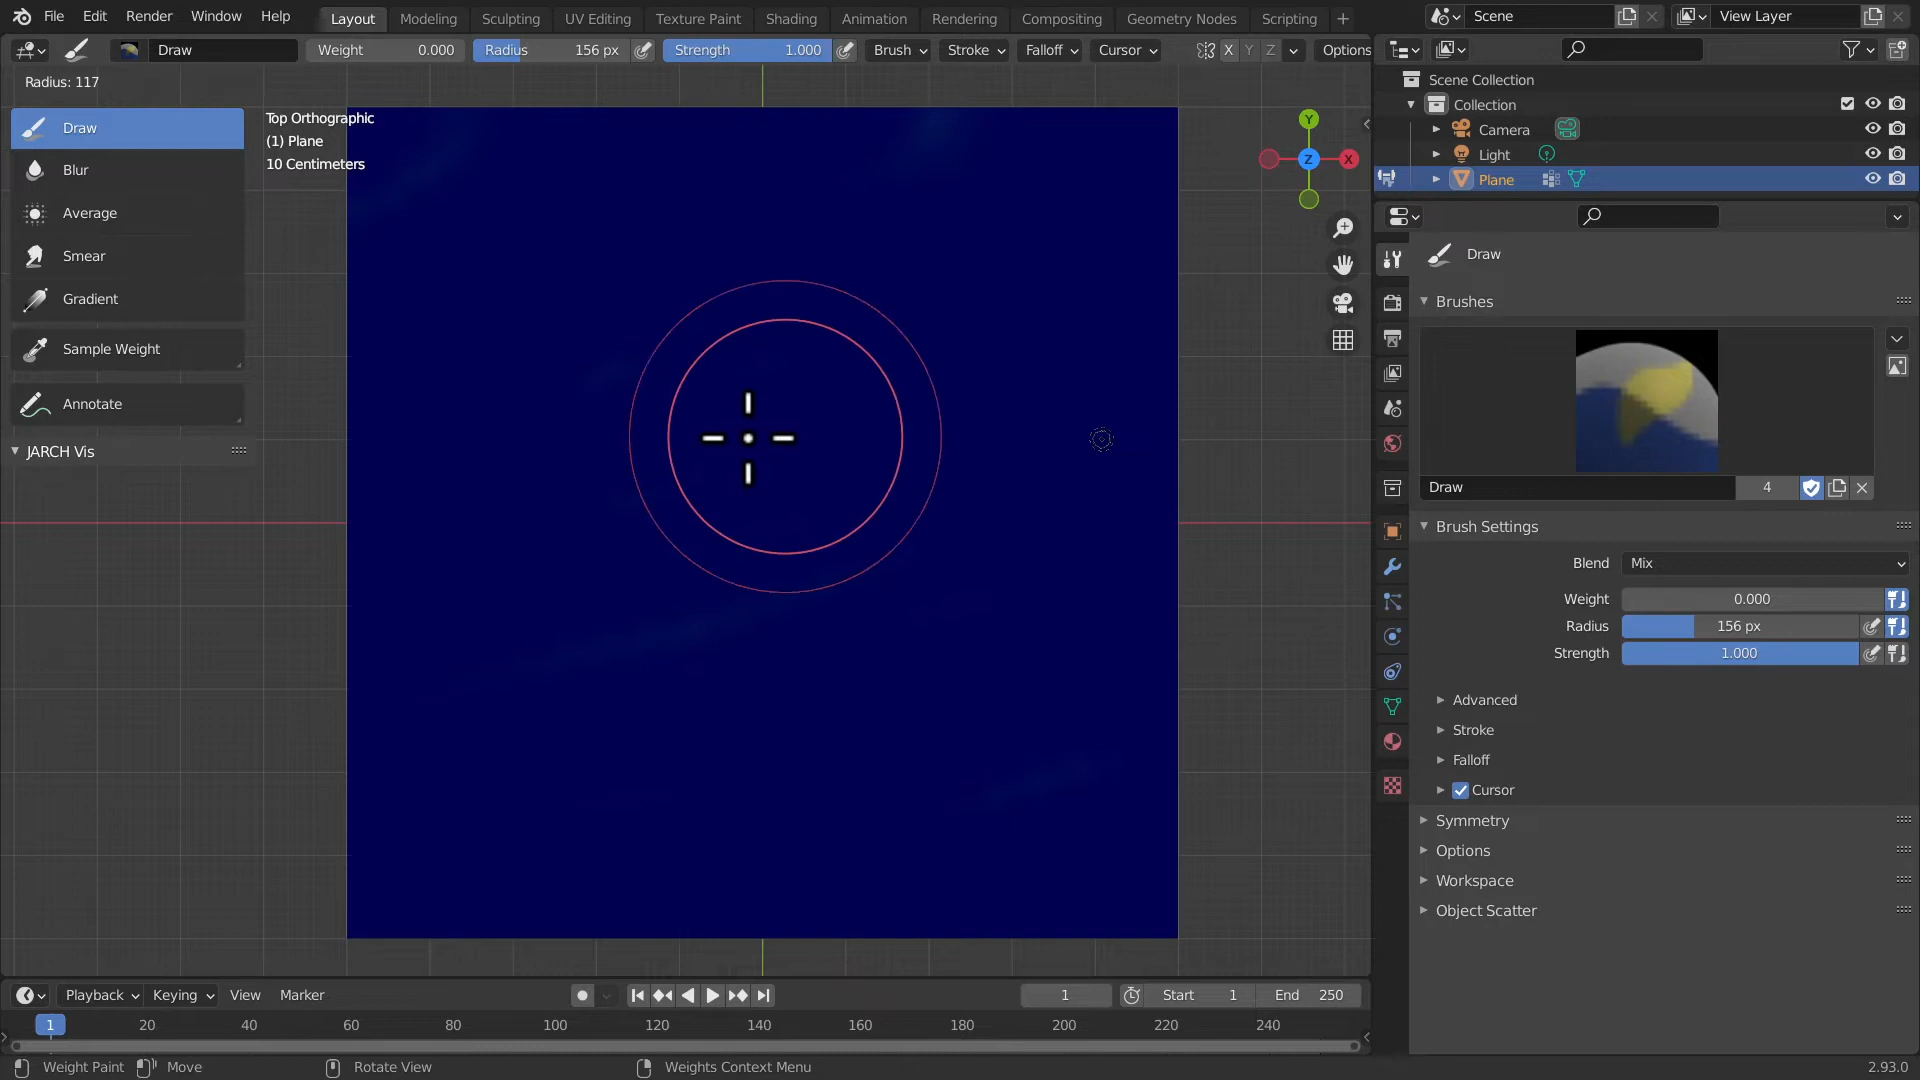 File Edit Render Window Help Layout Modeling Sculpting UV Editing Texture Paint Shading Animation Rendering Compositing Geometry Nodes Scripting + Scene View Layer
Draw Weight 0.000 Radius 156 px Strength 1.000 Brush Stroke Falloff Cursor X Y Z Options
Radius: 117
Draw
Blur
Average
Smear
Gradient
Sample Weight
Annotate
JARCH Vis
Top Orthographic
(1) Plane
10 Centimeters
Y
Z X
Scene Collection
Collection
Camera
Light
Plane
Draw
Brushes
Draw 4
Brush Settings
Blend Mix
Weight 0.000
Radius 156 px
Strength 1.000
Advanced
Stroke
Falloff
Cursor
Symmetry
Options
Workspace
Object Scatter
Playback Keying View Marker 1 Start 1 End 250
1 20 40 60 80 100 120 140 160 180 200 220 240
Weight Paint Move Rotate View Weights Context Menu 2.93.0